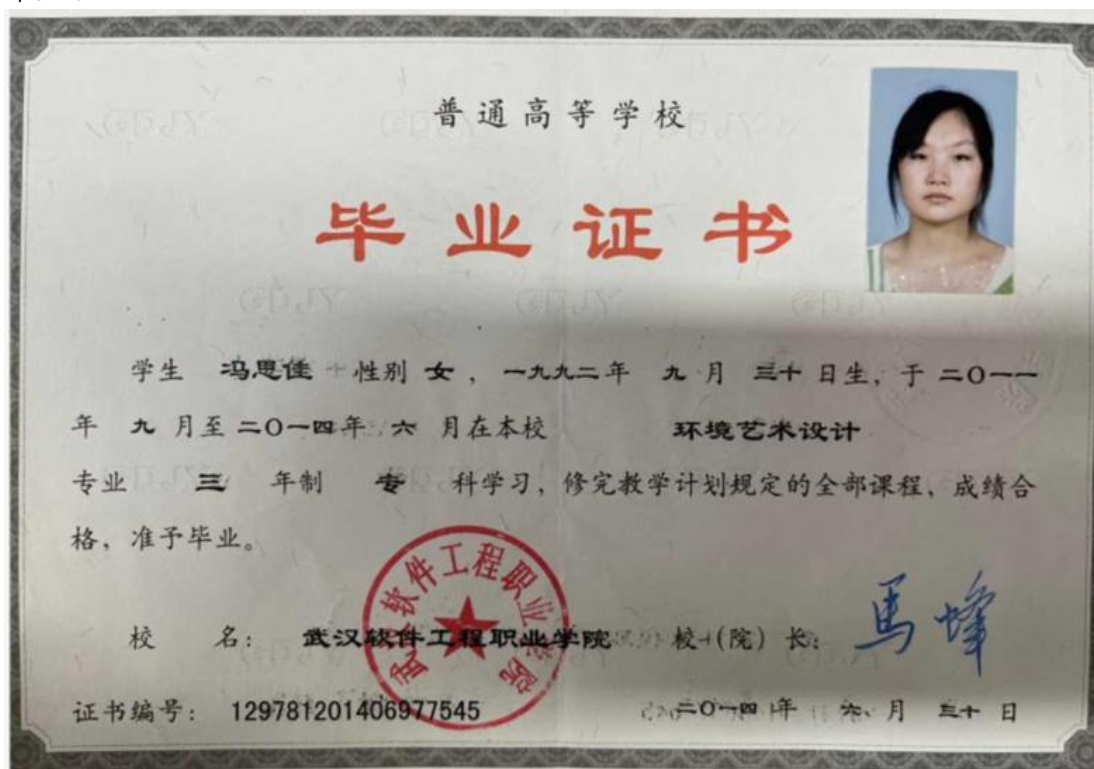 普通高等学校
毕业证书
学生 冯思佳 性别 女，一九九二年 九 月 三十 日生，于 二0一一
年 九 月至 二0一四年 六 月在本校 环境艺术设计
专业 三 年制 专 科学习，修完教学计划规定的全部课程，成绩合
格，准予毕业。
武汉软件工程职业学院
校 名：武汉软件工程职业学院 校（院）长：马峰
证书编号：129781201406977545 二0一四 年 六 月 三十 日